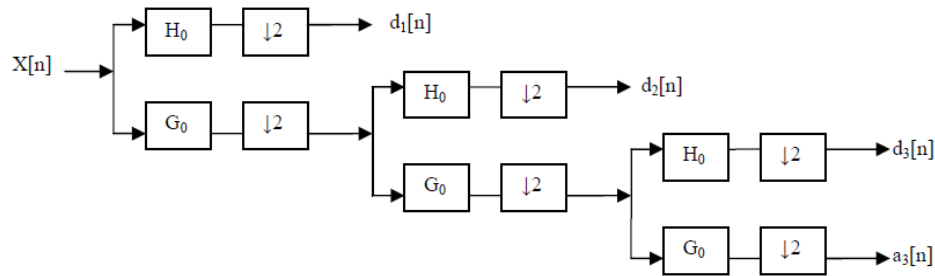 H₀ ↓2 d₁[n]
X[n]
H₀ ↓2 d₂[n]
G₀ ↓2
H₀ ↓2 d₃[n]
G₀ ↓2
G₀ ↓2 a₃[n]